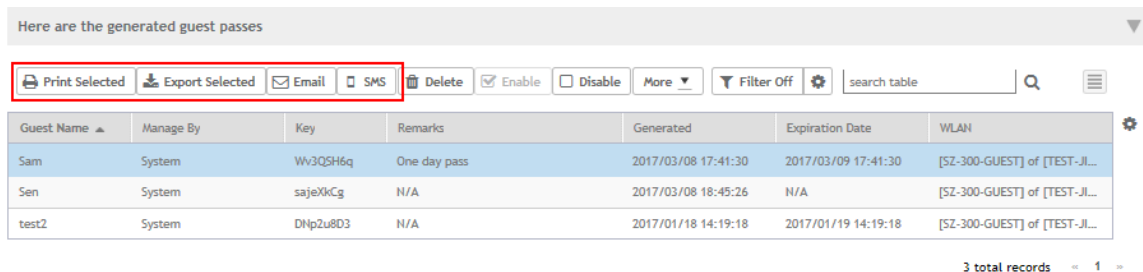 Here are the generated guest passes
Print Selected Export Selected Email SMS Delete Enable Disable More Filter Off search table
Guest Name Manage By Key Remarks Generated Expiration Date WLAN
Sam System Wv3QSH6q One day pass 2017/03/08 17:41:30 2017/03/09 17:41:30 [SZ-300-GUEST] of [TEST-JI...
Sen System sajeXkCg N/A 2017/03/08 18:45:26 N/A [SZ-300-GUEST] of [TEST-JI...
test2 System DNp2u8D3 N/A 2017/01/18 14:19:18 2017/01/19 14:19:18 [SZ-300-GUEST] of [TEST-JI...
3 total records « 1 »